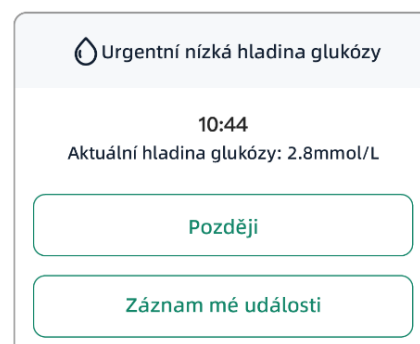 Urgentní nízká hladina glukózy
10:44
Aktuální hladina glukózy: 2.8mmol/L
Později
Záznam mé události